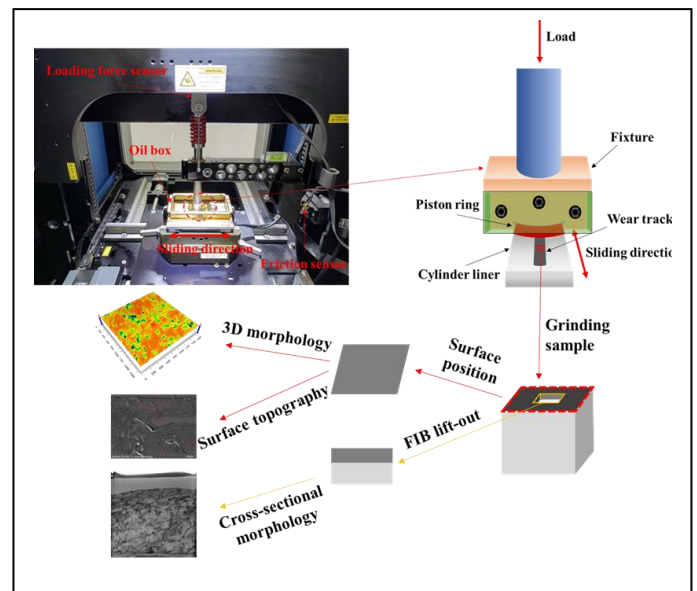 Load
Loading force sensor
Oil box
Fixture
Piston ring
Wear track
Sliding direction
Friction sensor
Cylinder liner
Sliding directio
Grinding
sample
3D morphology
Surface
position
Surface topography
FIB lift-out
Cross-sectional
morphology